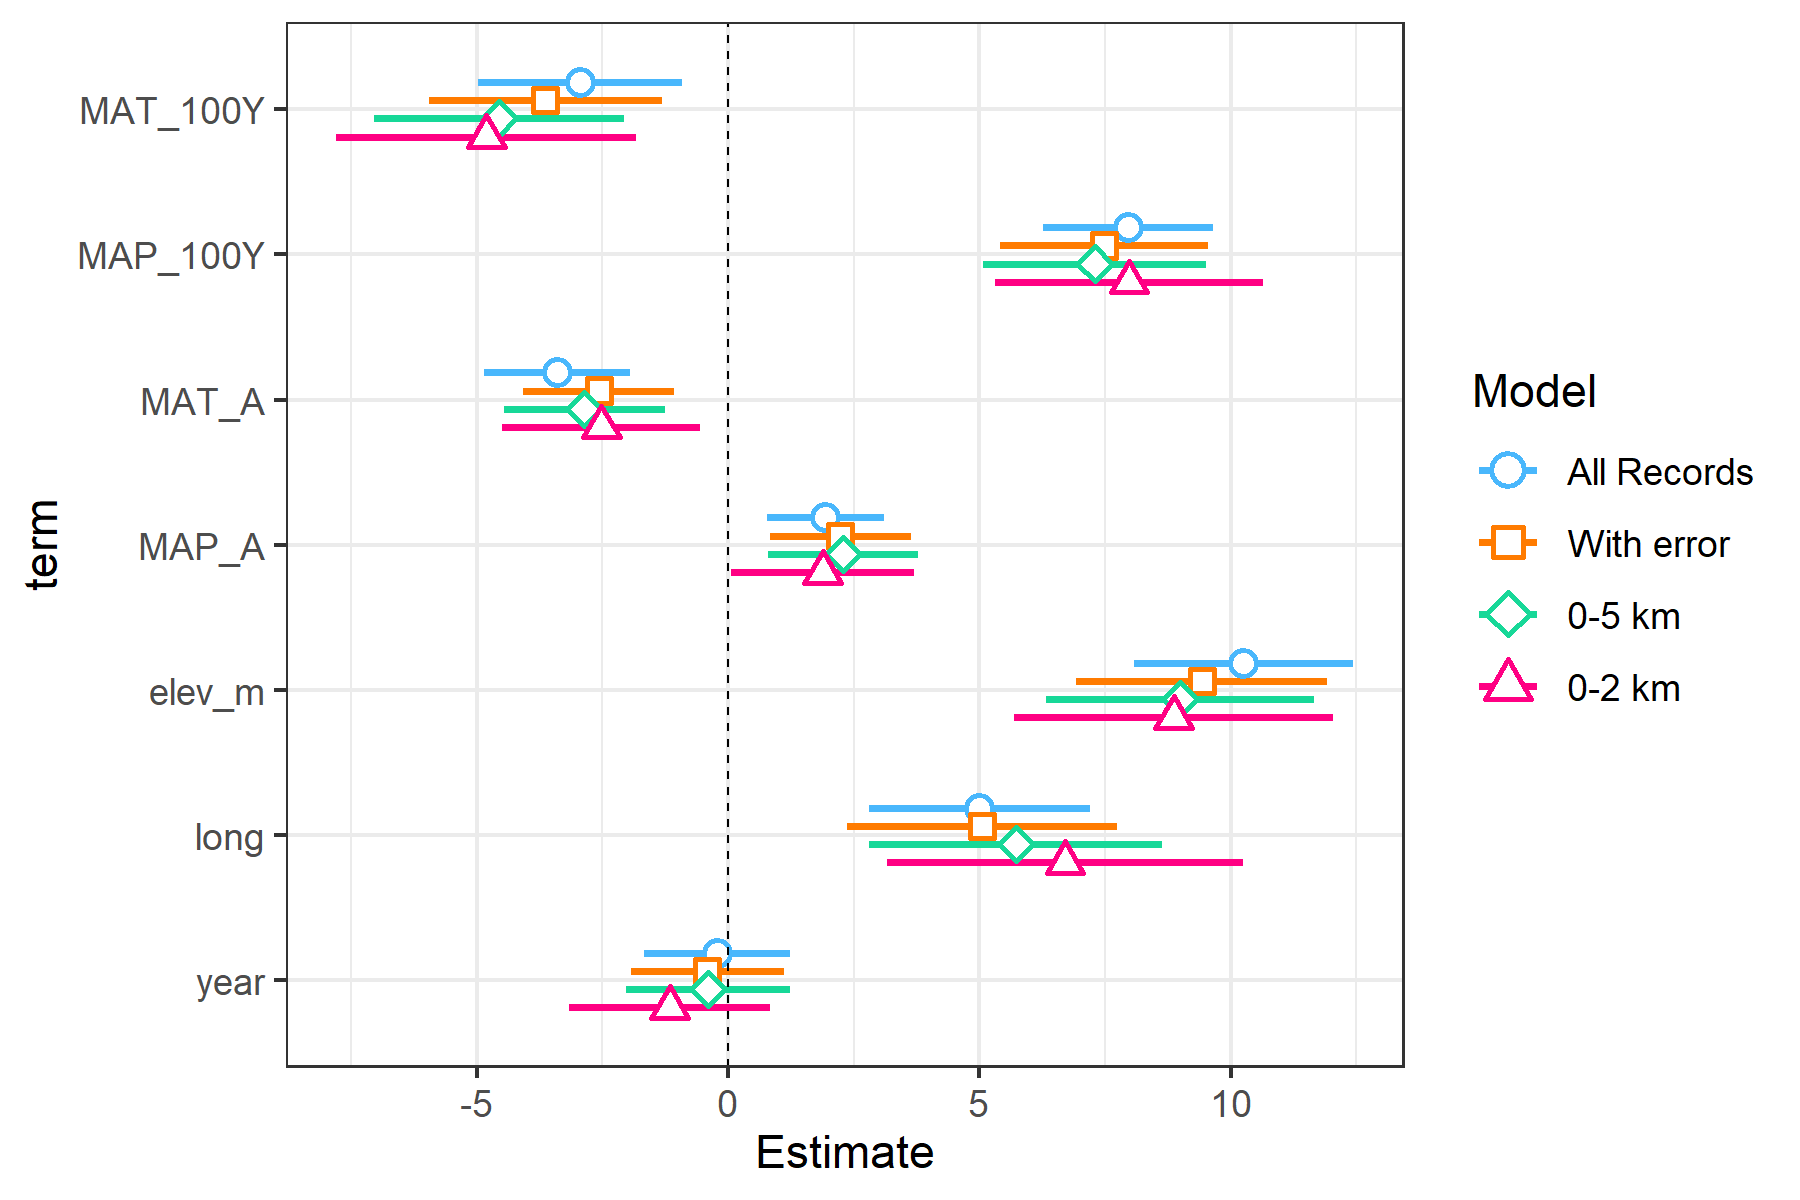 MAT_100Y
MAP_100Y
MAT_A
MAP_A
elev_m
long
year
term
-5
0
5
10
Estimate
Model
All Records
With error
0-5 km
0-2 km